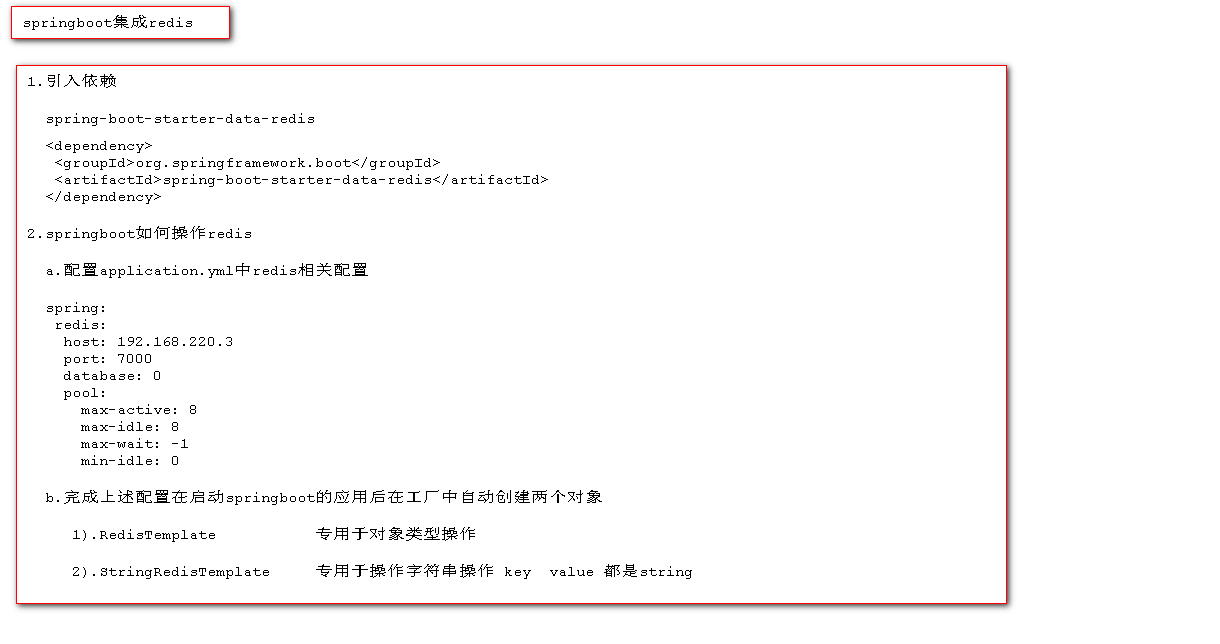 springboot集成redis
1.引入依赖
spring-boot-starter-data-redis
<dependency>
<groupId>org.springframework.boot</groupId>
<artifactId>spring-boot-starter-data-redis</artifactId>
</dependency>
2.springboot如何操作redis
a.配置application.yml中redis相关配置
spring:
redis:
host: 192.168.220.3
port: 7000
database: 0
pool:
max-active: 8
max-idle: 8
max-wait: -1
min-idle: 0
b.完成上述配置在启动springboot的应用后在工厂中自动创建两个对象
1).RedisTemplate 专用于对象类型操作
2).StringRedisTemplate 专用于操作字符串操作 key value 都是string